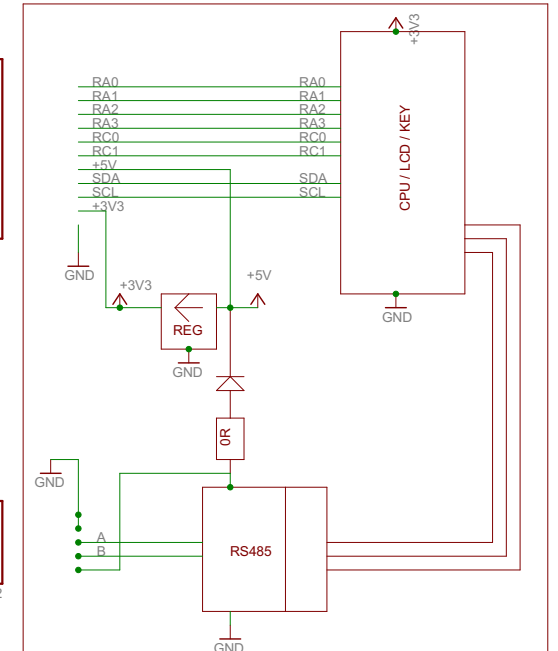 +3V3
RA0 RA0
RA1 RA1
RA2 RA2
RA3 RA3
RC0 RC0
RC1 RC1
+5V
SDA SDA
SCL SCL
+3V3
CPU / LCD / KEY
GND
+3V3
+5V
REG
GND
GND
0R
GND
A
B
RS485
GND